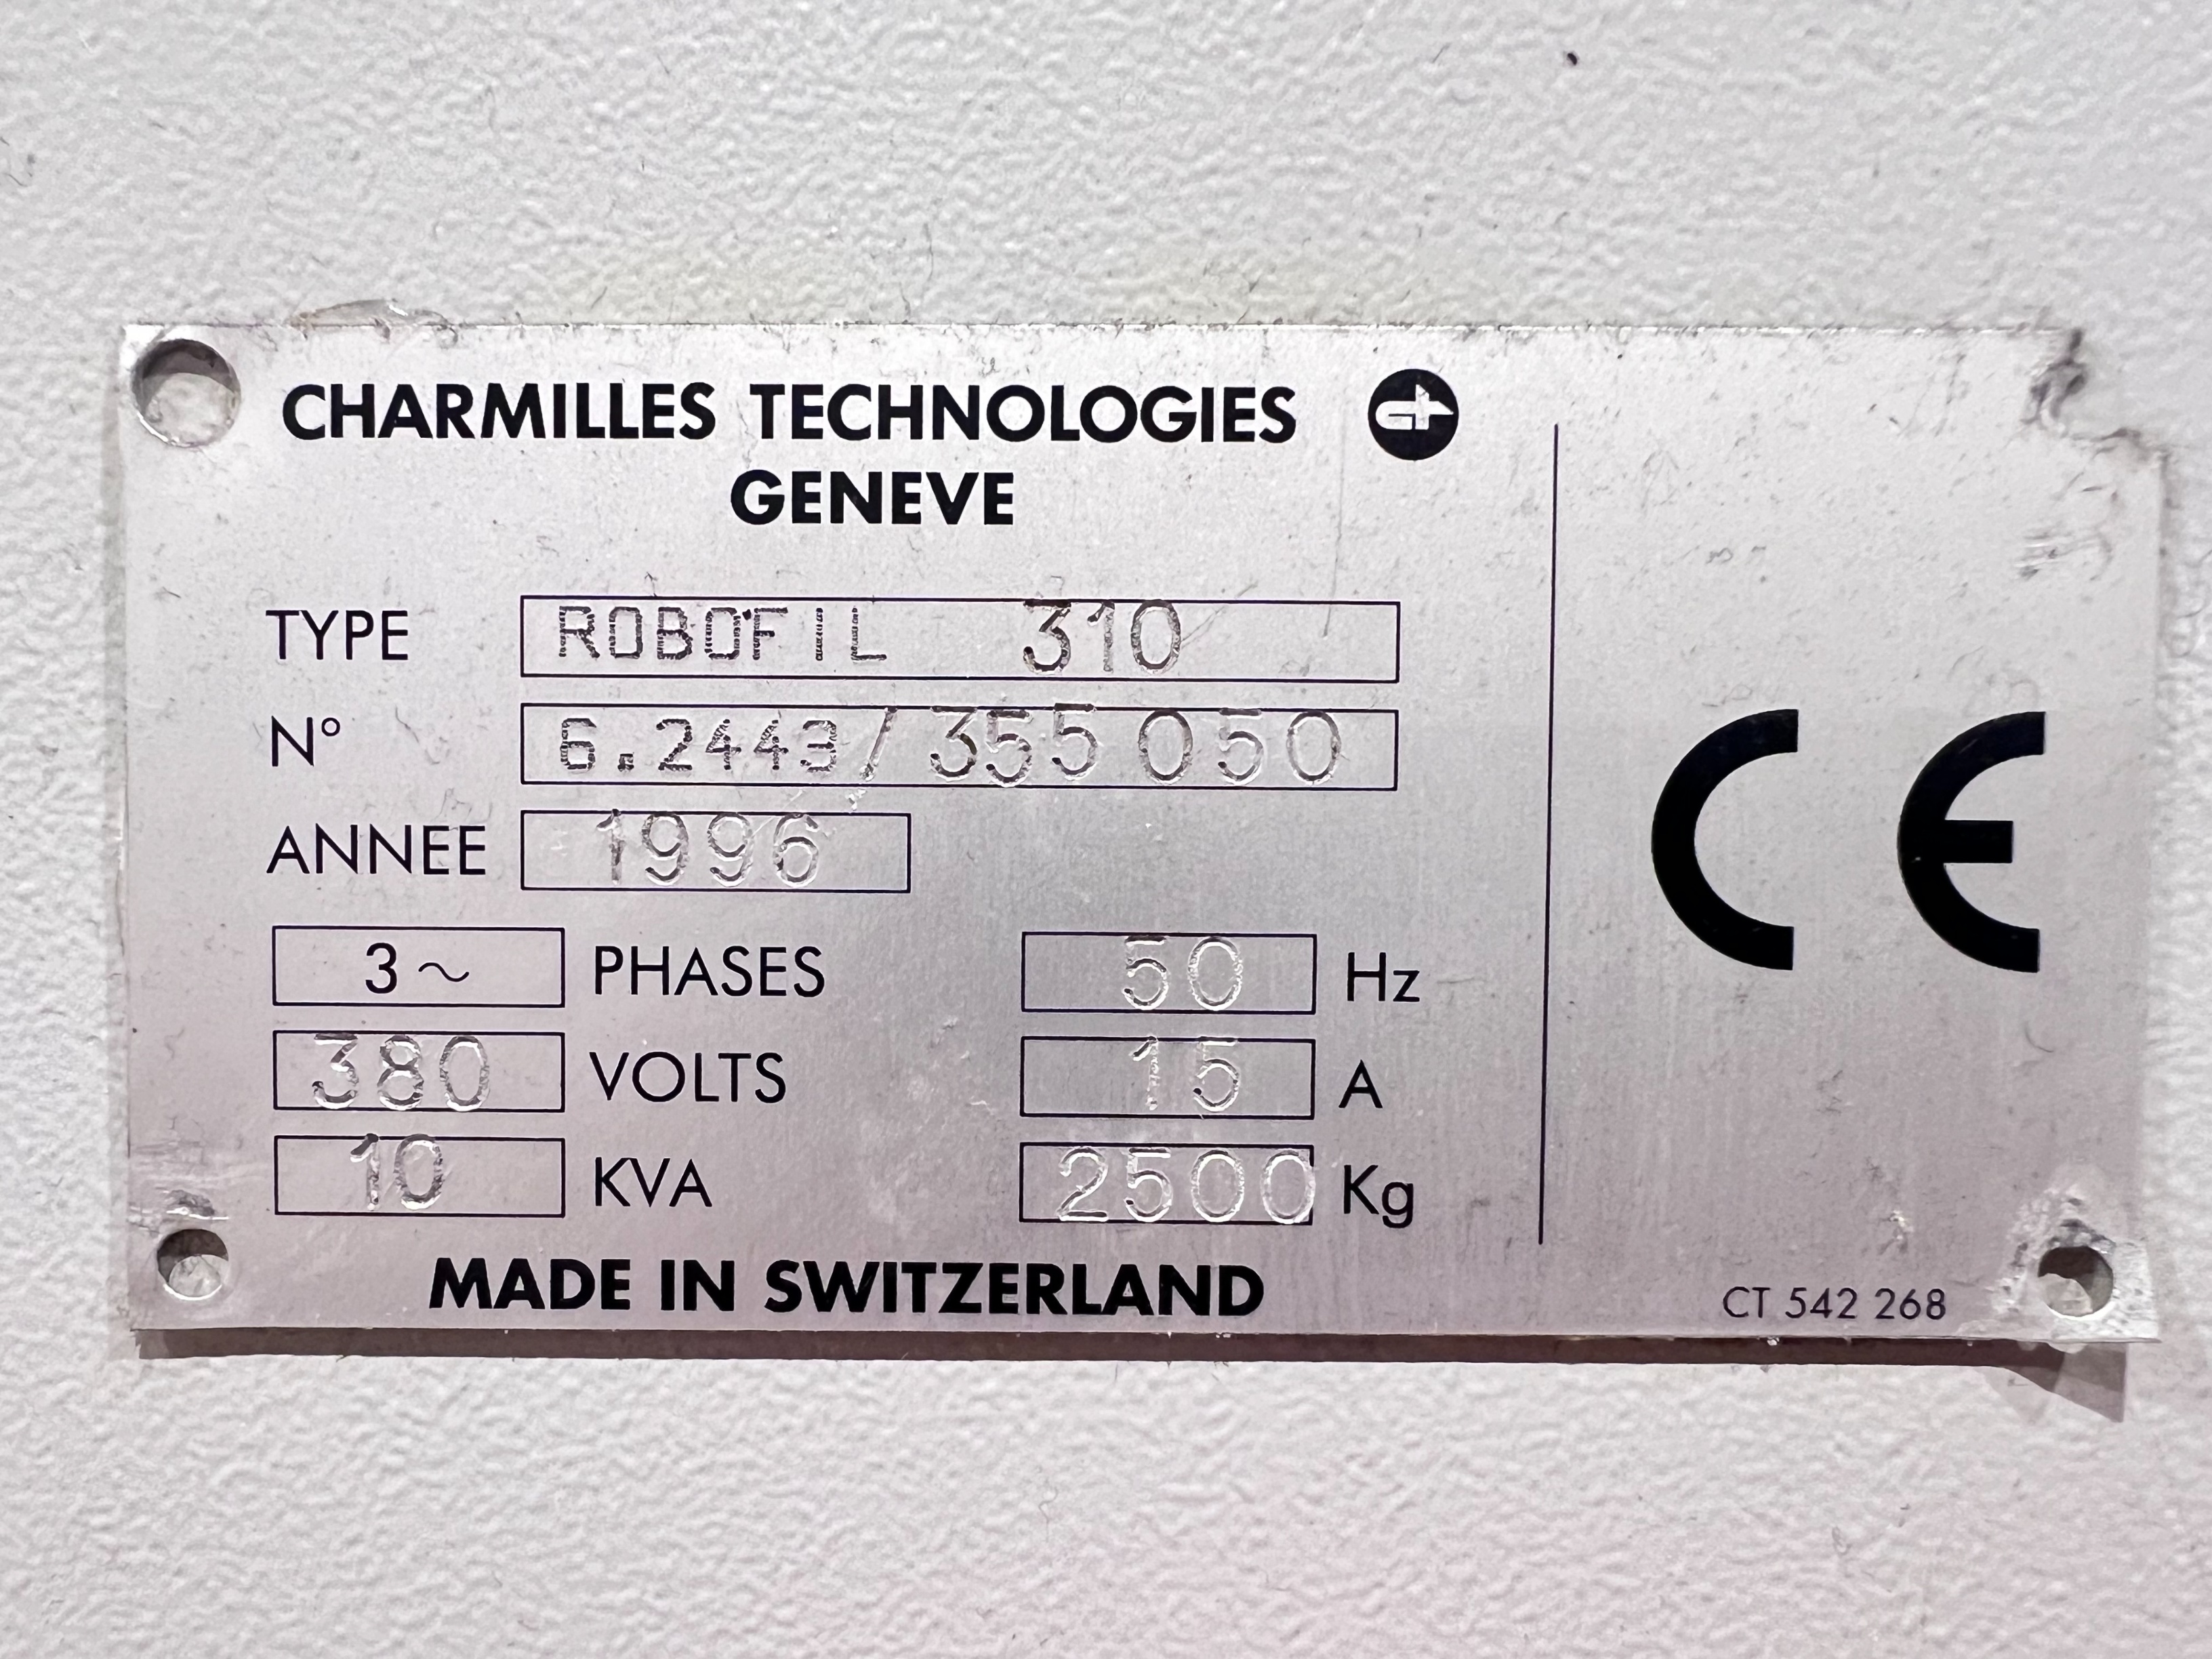 CHARMILLES TECHNOLOGIES
GENEVE
TYPE ROBOFIL 310
N° 6.2443/355050
ANNEE 1996
3~ PHASES 50 Hz
380 VOLTS 15 A
10 KVA 2500 Kg
MADE IN SWITZERLAND
CE
CT 542 268